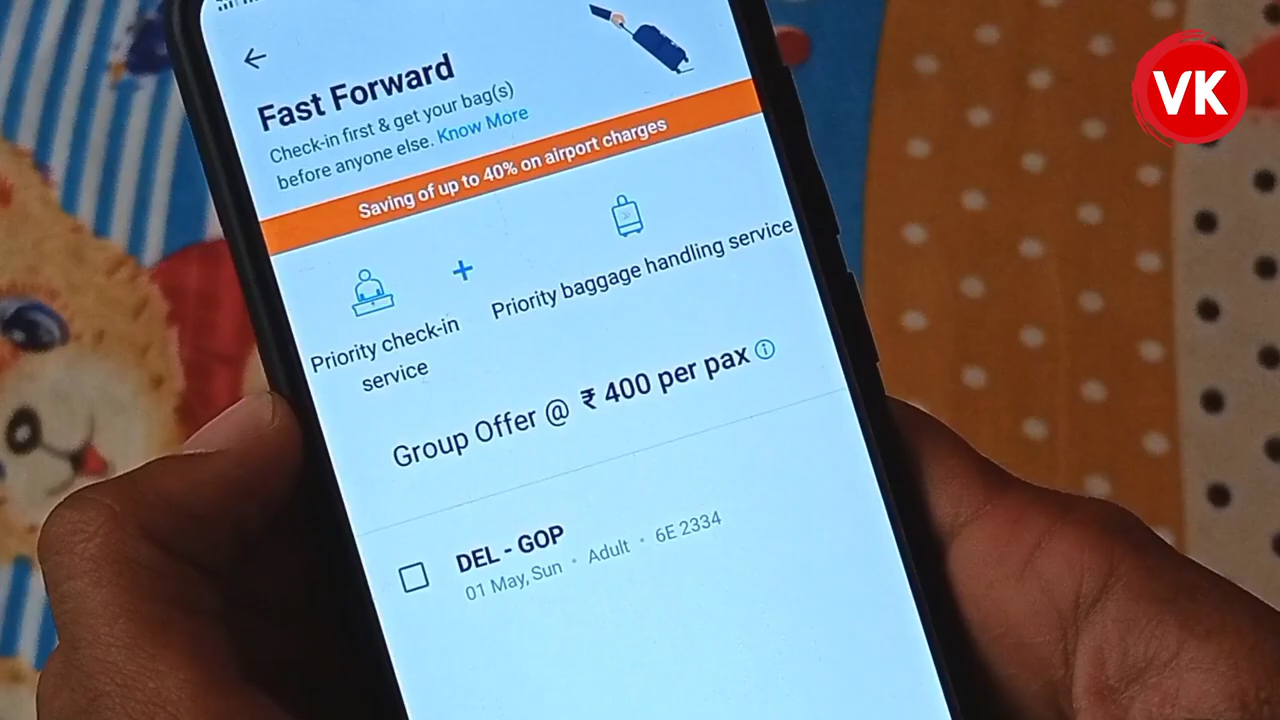 VK
Fast Forward
Check-in first & get your bag(s)
before anyone else. Know More
Saving of up to 40% on airport charges
+
Priority check-in
service
Priority baggage handling service
Group Offer @ ₹ 400 per pax
DEL - GOP
01 May, Sun • Adult • 6E 2334